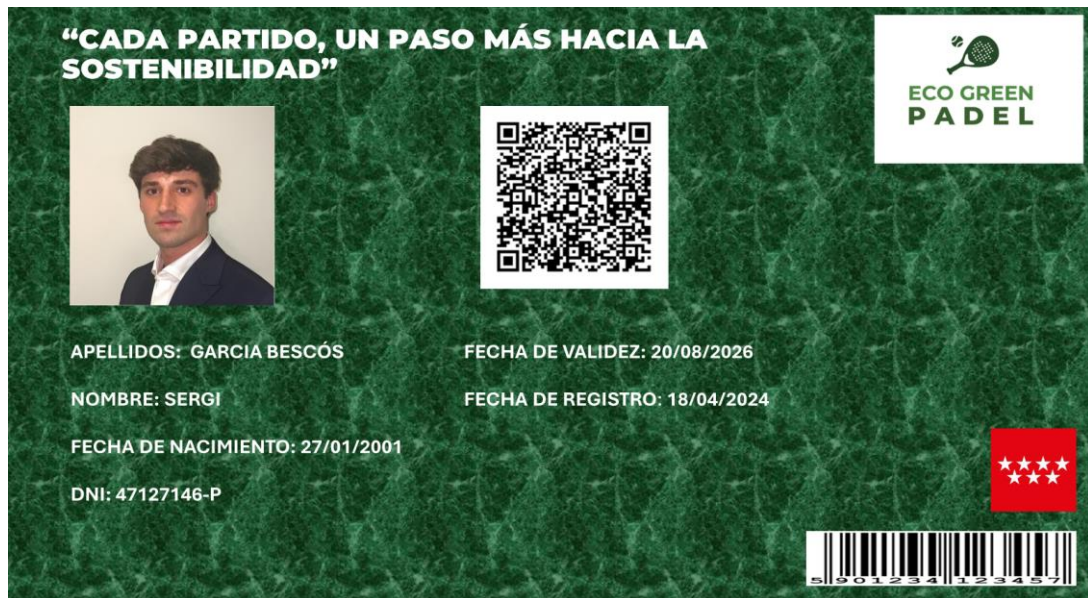 “CADA PARTIDO, UN PASO MÁS HACIA LA
SOSTENIBILIDAD”
ECO GREEN
PADEL
APELLIDOS: GARCIA BESCÓS
FECHA DE VALIDEZ: 20/08/2026
NOMBRE: SERGI
FECHA DE REGISTRO: 18/04/2024
FECHA DE NACIMIENTO: 27/01/2001
DNI: 47127146-P
5 901234 123457